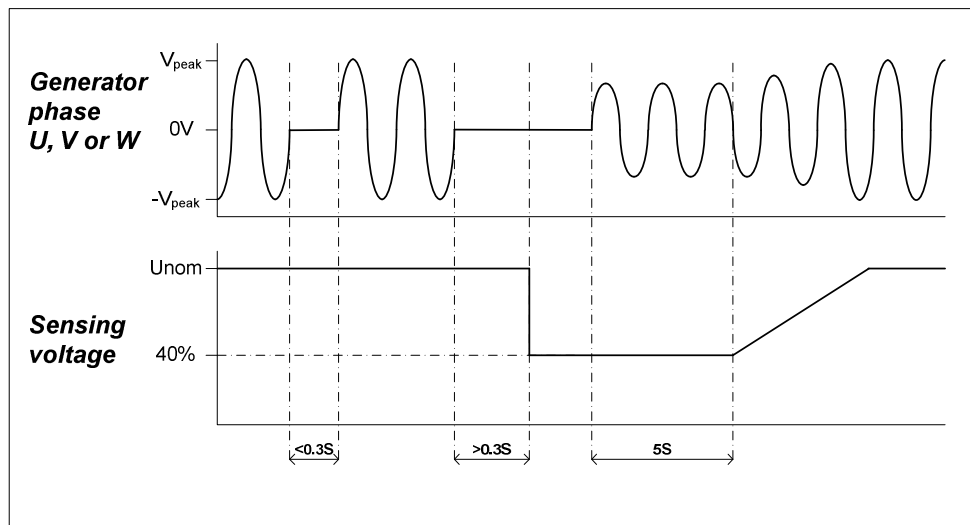 Generator
phase
U, V or W
Vpeak
0V
-Vpeak
Sensing
voltage
Unom
40%
<0.3S
>0.3S
5S